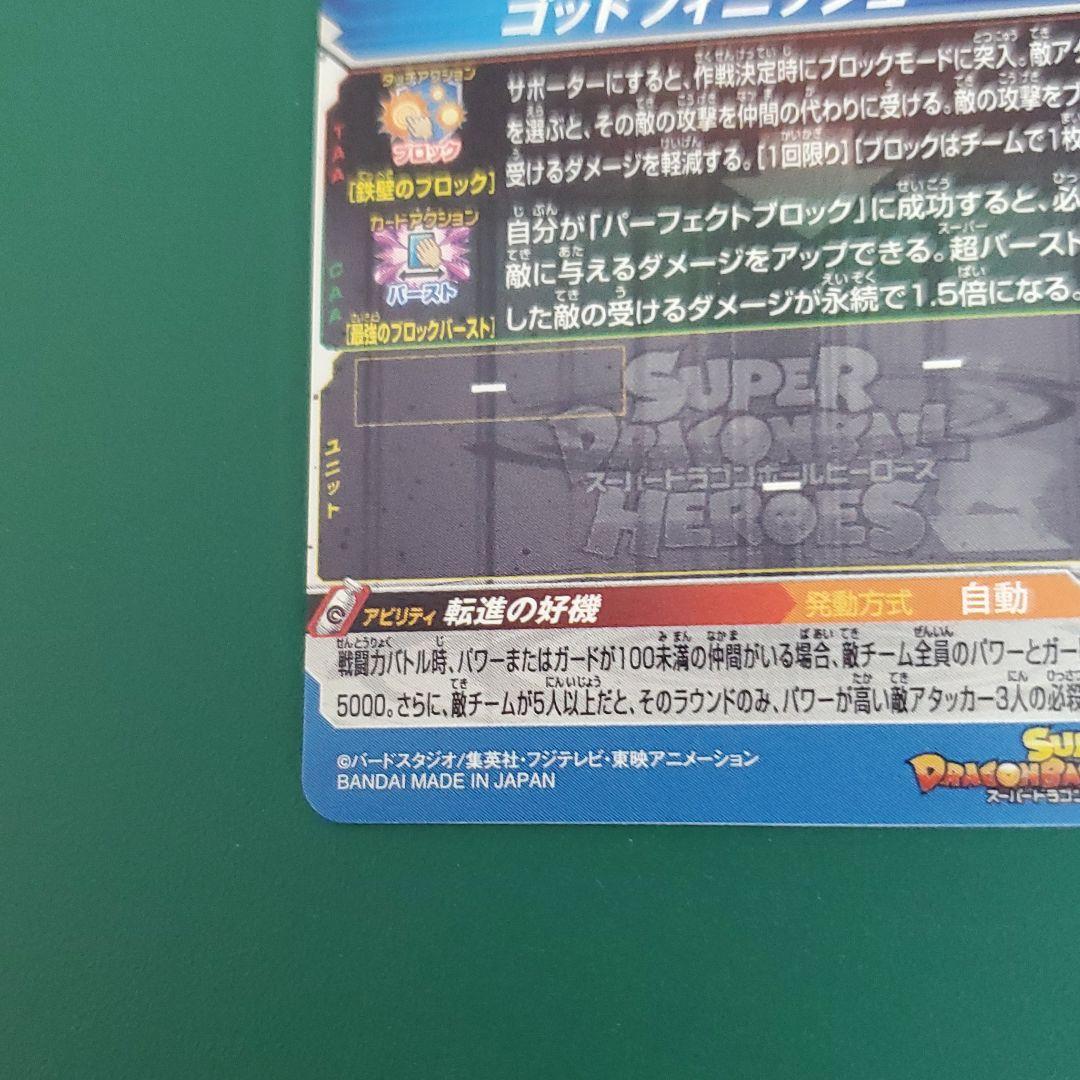 ゴッドフィニッシュ
タッチアクション
ブロック
[鉄壁のブロック]
TAA
サポーターにすると、作戦決定時にブロックモードに突入。敵ア
を選ぶと、その敵の攻撃を仲間の代わりに受ける。敵の攻撃を
受けるダメージを軽減する。[1回限り][ブロックはチームで1枚
カードアクション
バースト
[最強のブロックバースト]
CAA
自分が「パーフェクトブロック」に成功すると、必
敵に与えるダメージをアップできる。超バースト
した敵の受けるダメージが永続で1.5倍になる。
ユニット
ー
ー
ー
SUPER
DRAGONBALL
スーパードラゴンボールヒーローズ
HEROES
アビリティ 転進の好機 発動方式 自動
戦闘力バトル時、パワーまたはガードが100未満の仲間がいる場合、敵チーム全員のパワーとガー
5000。さらに、敵チームが5人以上だと、そのラウンドのみ、パワーが高い敵アタッカー3人の必殺
©バードスタジオ/集英社・フジテレビ・東映アニメーション
BANDAI MADE IN JAPAN
SU
DRAGONBA
スーパードラゴ